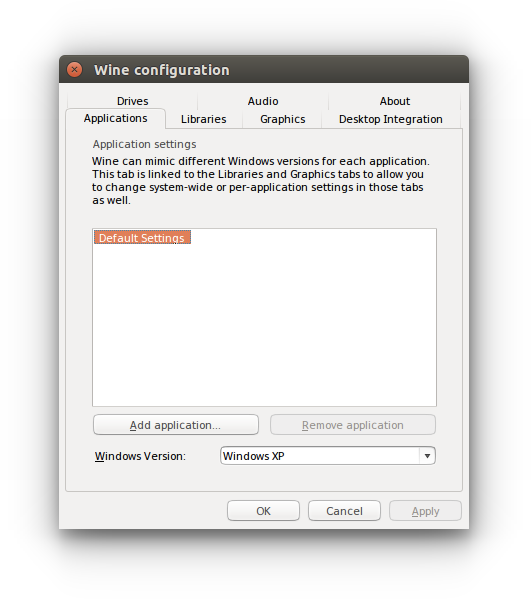 Wine configuration
Drives Audio About
Applications Libraries Graphics Desktop Integration
Application settings
Wine can mimic different Windows versions for each application.
This tab is linked to the Libraries and Graphics tabs to allow you
to change system-wide or per-application settings in those tabs
as well.
Default Settings
Add application... Remove application
Windows Version: Windows XP
OK Cancel Apply